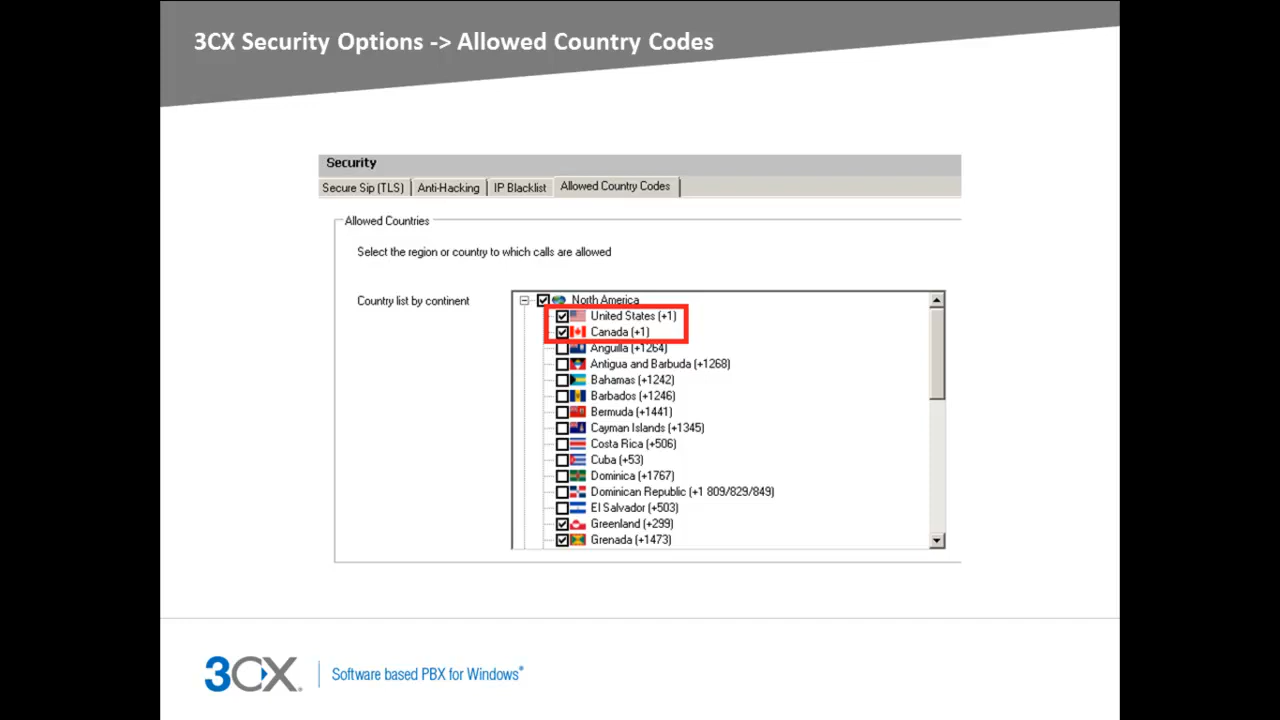 3CX Security Options -> Allowed Country Codes
Security
Secure Sip (TLS) Anti-Hacking IP Blacklist Allowed Country Codes
Allowed Countries
Select the region or country to which calls are allowed
Country list by continent
North America
United States (+1)
Canada (+1)
Anguilla (+1264)
Antigua and Barbuda (+1268)
Bahamas (+1242)
Barbados (+1246)
Bermuda (+1441)
Cayman Islands (+1345)
Costa Rica (+506)
Cuba (+53)
Dominica (+1767)
Dominican Republic (+1 809/829/849)
El Salvador (+503)
Greenland (+299)
Grenada (+1473)
3CX® Software based PBX for Windows®